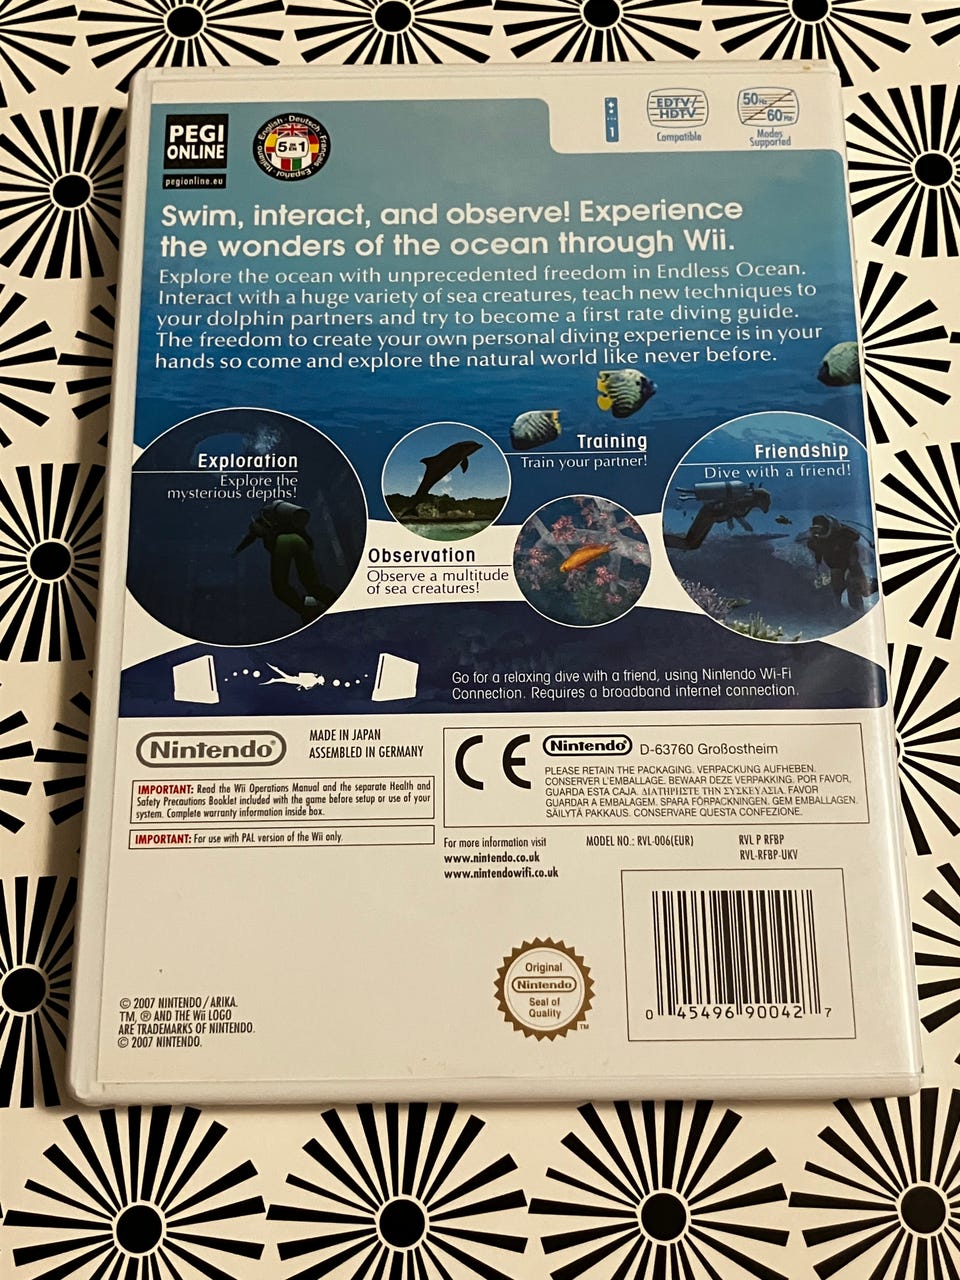 PEGI
ONLINE
pegionline.eu
English · Deutsch · Français · Español · Italiano
5 IN 1
1
EDTV/
HDTV
Compatible
50Hz
60Hz
Modes
Supported
Swim, interact, and observe! Experience
the wonders of the ocean through Wii.
Explore the ocean with unprecedented freedom in Endless Ocean.
Interact with a huge variety of sea creatures, teach new techniques to
your dolphin partners and try to become a first rate diving guide.
The freedom to create your own personal diving experience is in your
hands so come and explore the natural world like never before.
Exploration
Explore the
mysterious depths!
Training
Train your partner!
Friendship
Dive with a friend!
Observation
Observe a multitude
of sea creatures!
Go for a relaxing dive with a friend, using Nintendo Wi-Fi
Connection. Requires a broadband internet connection.
Nintendo®
MADE IN JAPAN
ASSEMBLED IN GERMANY
IMPORTANT: Read the Wii Operations Manual and the separate Health and
Safety Precautions Booklet included with the game before setup or use of your
system. Complete warranty information inside box.
IMPORTANT: For use with PAL version of the Wii only.
CE
Nintendo® D-63760 Großostheim
PLEASE RETAIN THE PACKAGING. VERPACKUNG AUFHEBEN.
CONSERVER L'EMBALLAGE. BEWAAR DEZE VERPAKKING. POR FAVOR,
GUARDA ESTA CAJA. ΔΙΑΤΗΡΗΣΤΕ ΤΗΝ ΣΥΣΚΕΥΑΣΙΑ. FAVOR
GUARDAR A EMBALAGEM. SPARA FÖRPACKNINGEN. GEM EMBALLAGEN.
SÄILYTÄ PAKKAUS. CONSERVARE QUESTA CONFEZIONE.
For more information visit
www.nintendo.co.uk
www.nintendowifi.co.uk
MODEL NO.: RVL-006(EUR)
RVL P RFBP
RVL-RFBP-UKV
Original
Nintendo
Seal of
Quality
TM
0 45496 90042 7
© 2007 NINTENDO / ARIKA.
TM, ® AND THE Wii LOGO
ARE TRADEMARKS OF NINTENDO.
© 2007 NINTENDO.